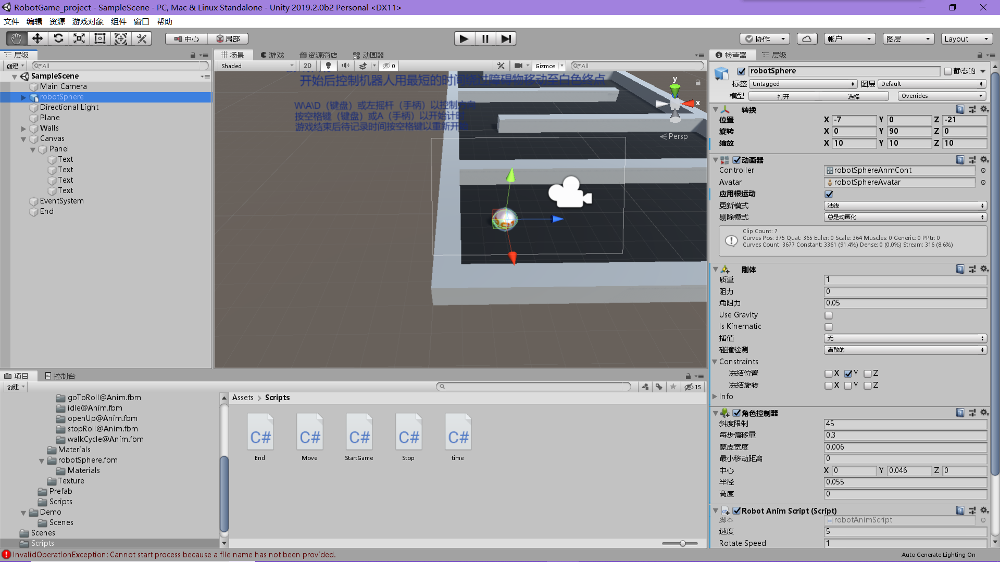 RobotGame_project - SampleScene - PC, Mac & Linux Standalone - Unity 2019.2.0b2 Personal <DX11>
文件 编辑 资源 游戏对象 组件 窗口 帮助
中心 局部 协作 帐户 图层 Layout
层级
创建 All
SampleScene
Main Camera
robotSphere
Directional Light
Plane
Walls
Canvas
Panel
Text
Text
Text
Text
EventSystem
End
场景 游戏 资源商店 动画器
Shaded 2D 0 Gizmos All
开始后控制机器人用最短的时间绕过障碍物移动至白色终点
W\A\D（键盘）或左摇杆（手柄）以控制方向
按空格键（键盘）或A（手柄）以开始计时
游戏结束后待记录时间按空格键以重新开始
y
x
Persp
检查器 层级
robotSphere 静态的
标签 Untagged 图层 Default
模型 打开 选择 Overrides
转换
位置 X -7 Y 0 Z -21
旋转 X 0 Y 90 Z 0
缩放 X 10 Y 10 Z 10
动画器
Controller robotSphereAnmCont
Avatar robotSphereAvatar
应用根运动
更新模式 法线
剔除模式 总是动画化
Clip Count: 7
Curves Pos: 375 Quat: 365 Euler: 0 Scale: 364 Muscles: 0 Generic: 0 PPtr: 0
Curves Count: 3677 Constant: 3361 (91.4%) Dense: 0 (0.0%) Stream: 316 (8.6%)
刚体
质量 1
阻力 0
角阻力 0.05
Use Gravity
Is Kinematic
插值 无
碰撞检测 离散的
Constraints
冻结位置 X Y Z
冻结旋转 X Y Z
Info
角色控制器
斜度限制 45
每步偏移量 0.3
蒙皮宽度 0.006
最小移动距离 0
中心 X 0 Y 0.046 Z 0
半径 0.055
高度 0
Robot Anim Script (Script)
脚本 robotAnimScript
速度 5
Rotate Speed 1
项目 控制台
创建 15
goToRoll@Anim.fbm
idle@Anim.fbm
openUp@Anim.fbm
stopRoll@Anim.fbm
walkCycle@Anim.fbm
Materials
robotSphere.fbm
Materials
Texture
Prefab
Scripts
Demo
Scenes
Scenes
Scripts
Assets > Scripts
C# C# C# C# C#
End Move StartGame Stop time
InvalidOperationException: Cannot start process because a file name has not been provided.
Auto Generate Lighting On